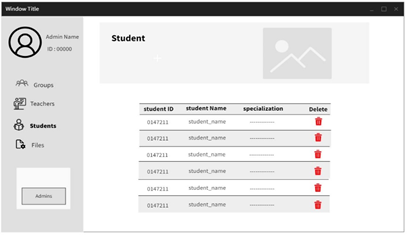 Window Title
Admin Name
ID : 00000
Groups
Teachers
Students
Files
Admins
Student
student ID student Name specialization Delete
0147211 student_name --------------
0147211 student_name --------------
0147211 student_name --------------
0147211 student_name --------------
0147211 student_name --------------
0147211 student_name --------------